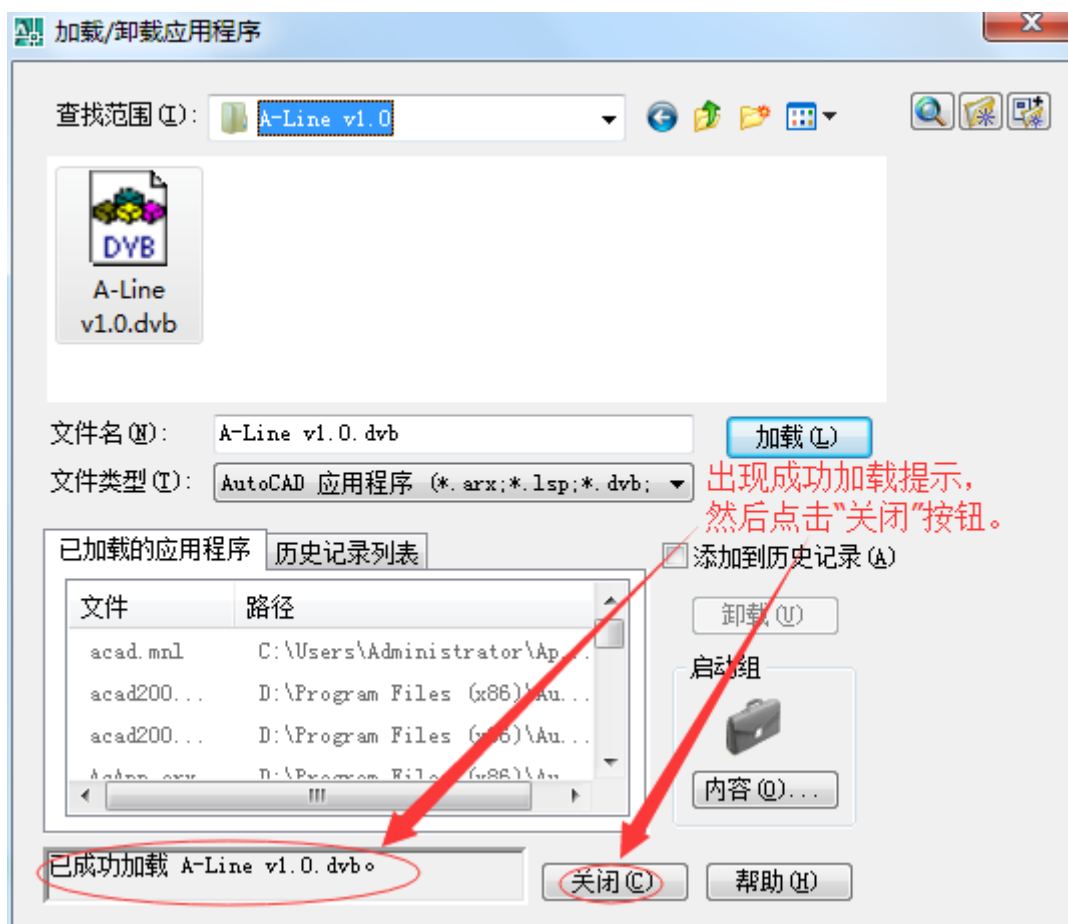 加载/卸载应用程序
查找范围(I):
A-Line v1.0
DVB
A-Line
v1.0.dvb
文件名(N):
A-Line v1.0.dvb
加载(L)
文件类型(T):
AutoCAD 应用程序 (*.arx;*.lsp;*.dvb;
出现成功加载提示，
然后点击“关闭”按钮。
已加载的应用程序
历史记录列表
添加到历史记录(A)
文件
路径
卸载(U)
acad.mnl
C:\Users\Administrator\Ap...
启动组
acad200...
D:\Program Files (x86)\Au...
acad200...
D:\Program Files (x86)\Au...
D:\Program Files (x86)\Au...
内容(O)...
已成功加载 A-Line v1.0.dvb。
关闭(C)
帮助(H)